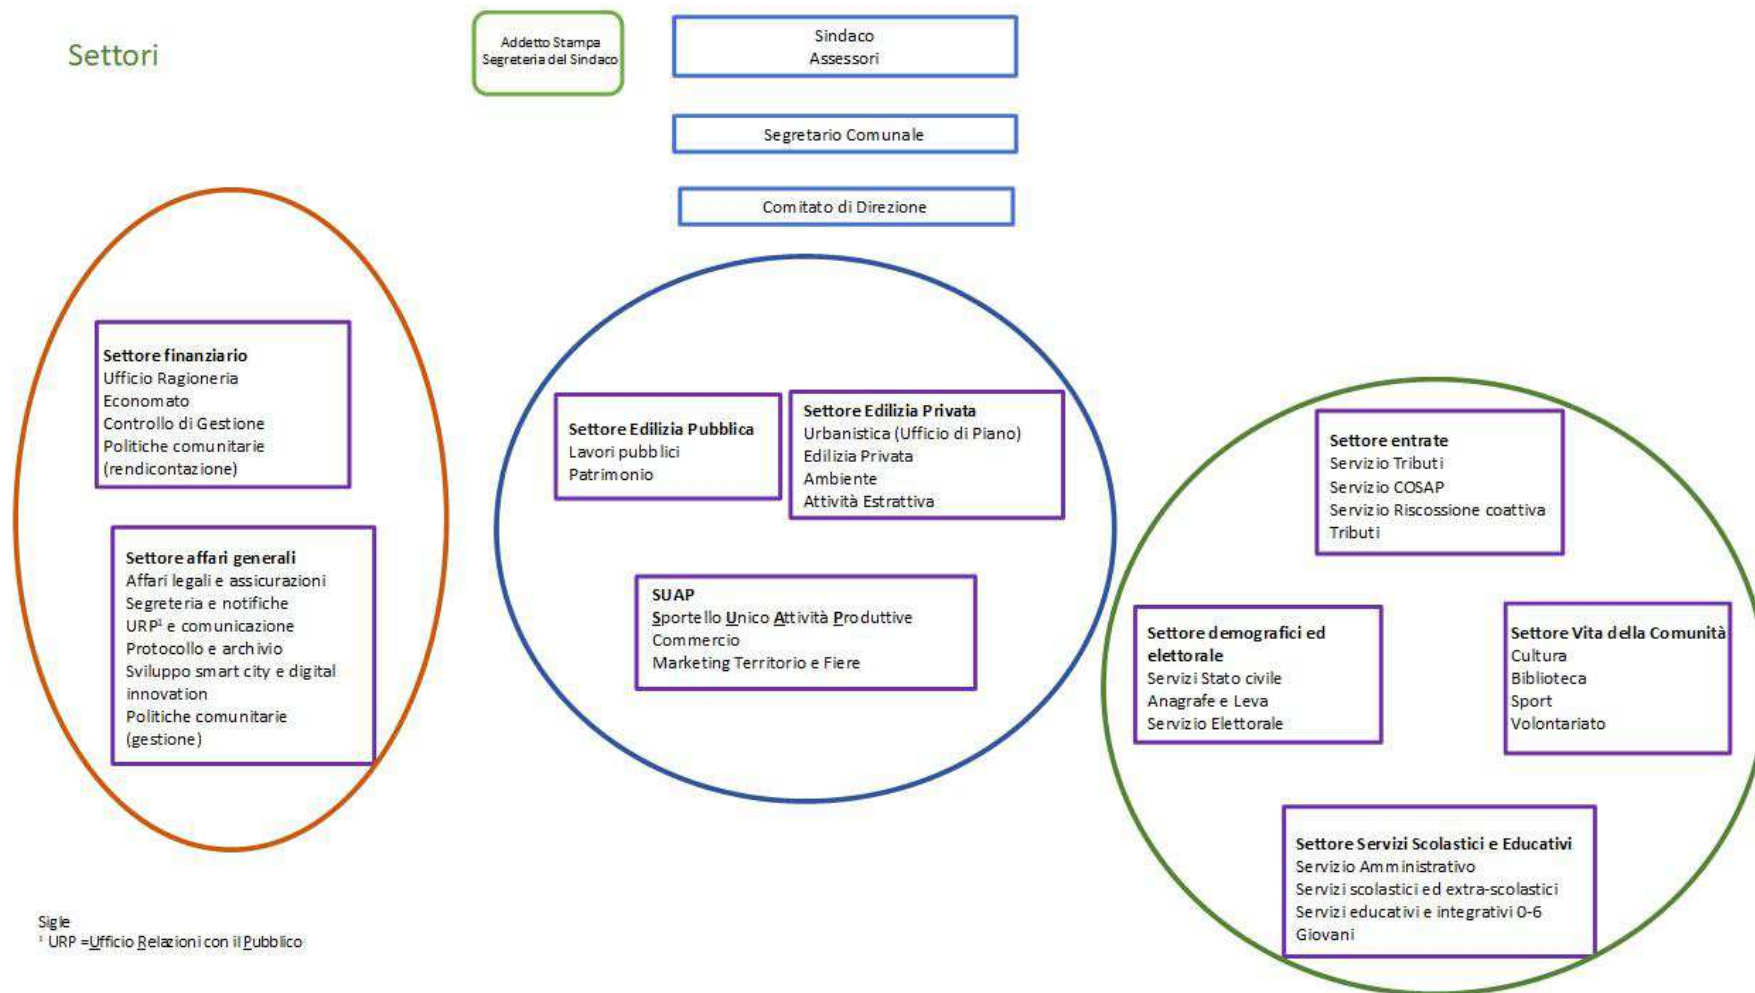 Settori
Addetto Stampa
Segreteria del Sindaco
Sindaco
Assessori
Segretario Comunale
Comitato di Direzione
Settore finanziario
Ufficio Ragioneria
Economato
Controllo di Gestione
Politiche comunitarie
(rendicontazione)
Settore affari generali
Affari legali e assicurazioni
Segreteria e notifiche
URP¹ e comunicazione
Protocollo e archivio
Sviluppo smart city e digital
innovation
Politiche comunitarie
(gestione)
Settore Edilizia Pubblica
Lavori pubblici
Patrimonio
Settore Edilizia Privata
Urbanistica (Ufficio di Piano)
Edilizia Privata
Ambiente
Attività Estrattiva
SUAP
Sportello Unico Attività Produttive
Commercio
Marketing Territorio e Fiere
Settore entrate
Servizio Tributi
Servizio COSAP
Servizio Riscossione coattiva
Tributi
Settore demografici ed
elettorale
Servizi Stato civile
Anagrafe e Leva
Servizio Elettorale
Settore Vita della Comunità
Cultura
Biblioteca
Sport
Volontariato
Settore Servizi Scolastici e Educativi
Servizio Amministrativo
Servizi scolastici ed extra-scolastici
Servizi educativi e integrativi 0-6
Giovani
Sigle
¹ URP =Ufficio Relazioni con il Pubblico